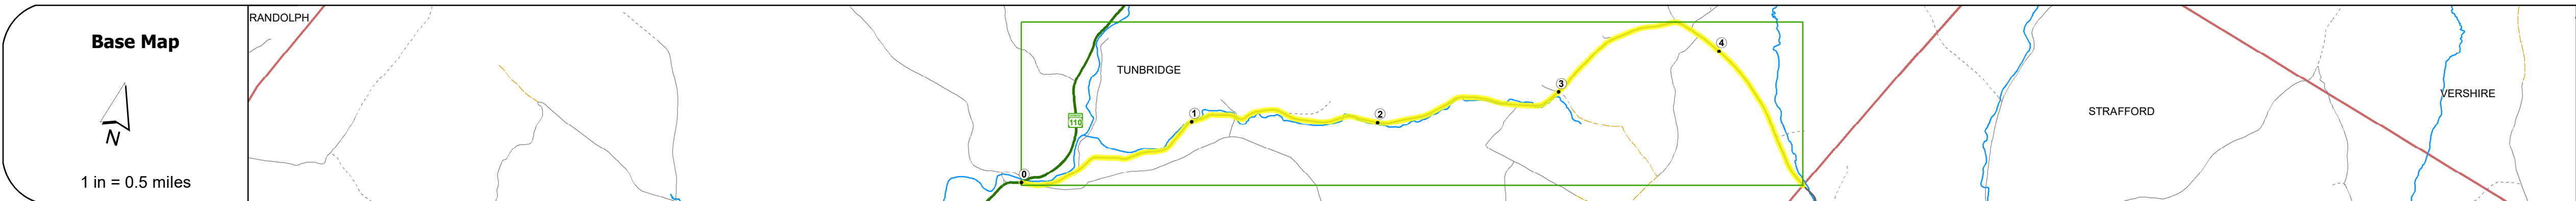 Base Map
N
1 in = 0.5 miles
RANDOLPH
TUNBRIDGE
110
0
1
2
3
4
STRAFFORD
VERSHIRE